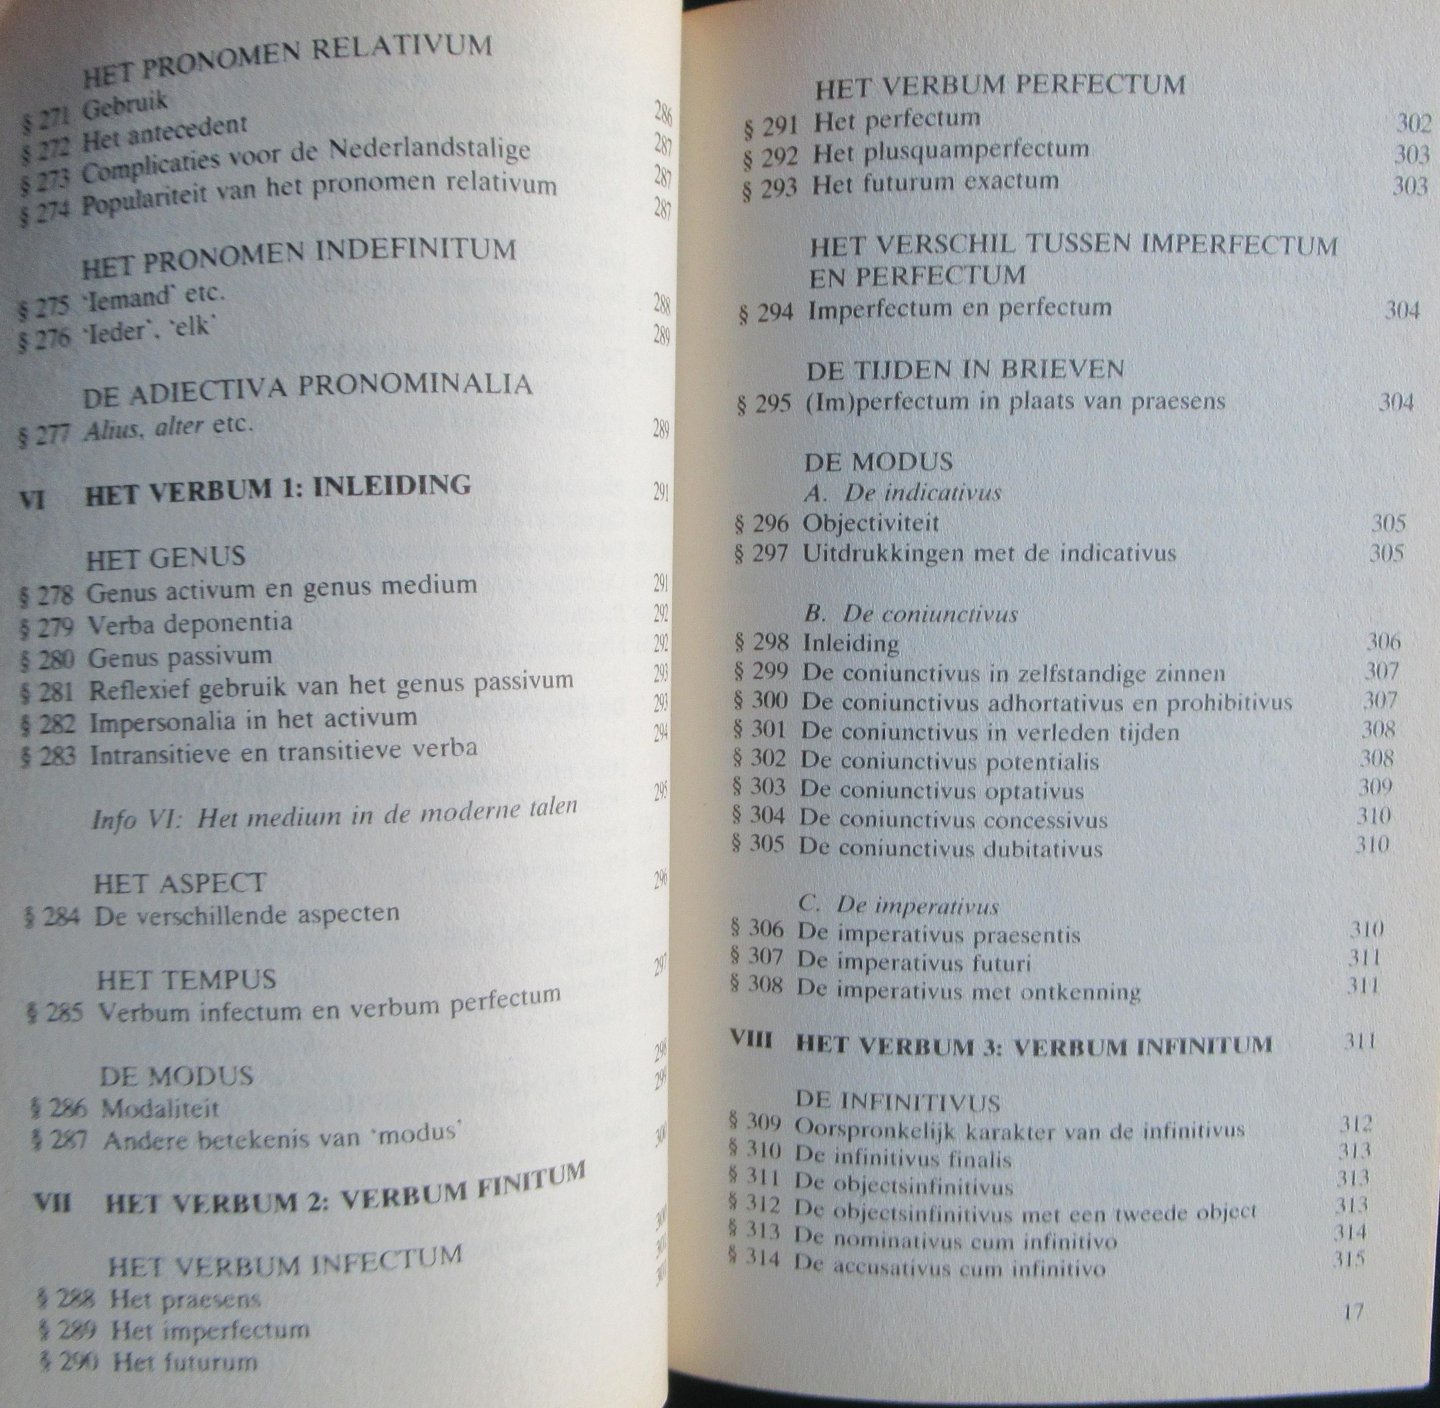 HET PRONOMEN RELATIVUM
§ 271 Gebruik 286
§ 272 Het antecedent 287
§ 273 Complicaties voor de Nederlandstalige 287
§ 274 Populariteit van het pronomen relativum 287
HET PRONOMEN INDEFINITUM
§ 275 'Iemand' etc. 288
§ 276 'Ieder', 'elk' 289
DE ADIECTIVA PRONOMINALIA
§ 277 Alius, alter etc. 289
VI HET VERBUM 1: INLEIDING 291
HET GENUS
§ 278 Genus activum en genus medium 291
§ 279 Verba deponentia 292
§ 280 Genus passivum 292
§ 281 Reflexief gebruik van het genus passivum 293
§ 282 Impersonalia in het activum 293
§ 283 Intransitieve en transitieve verba 294
Info VI: Het medium in de moderne talen 295
HET ASPECT
§ 284 De verschillende aspecten 296
HET TEMPUS
§ 285 Verbum infectum en verbum perfectum 297
DE MODUS
§ 286 Modaliteit 298
§ 287 Andere betekenis van 'modus' 299
VII HET VERBUM 2: VERBUM FINITUM 300
HET VERBUM INFECTUM
§ 288 Het praesens 300
§ 289 Het imperfectum
§ 290 Het futurum
HET VERBUM PERFECTUM
§ 291 Het perfectum 302
§ 292 Het plusquamperfectum 303
§ 293 Het futurum exactum 303
HET VERSCHIL TUSSEN IMPERFECTUM
EN PERFECTUM
§ 294 Imperfectum en perfectum 304
DE TIJDEN IN BRIEVEN
§ 295 (Im)perfectum in plaats van praesens 304
DE MODUS
A. De indicativus
§ 296 Objectiviteit 305
§ 297 Uitdrukkingen met de indicativus 305
B. De coniunctivus
§ 298 Inleiding 306
§ 299 De coniunctivus in zelfstandige zinnen 307
§ 300 De coniunctivus adhortativus en prohibitivus 307
§ 301 De coniunctivus in verleden tijden 308
§ 302 De coniunctivus potentialis 308
§ 303 De coniunctivus optativus 309
§ 304 De coniunctivus concessivus 310
§ 305 De coniunctivus dubitativus 310
C. De imperativus
§ 306 De imperativus praesentis 310
§ 307 De imperativus futuri 311
§ 308 De imperativus met ontkenning 311
VIII HET VERBUM 3: VERBUM INFINITUM 311
DE INFINITIVUS
§ 309 Oorspronkelijk karakter van de infinitivus 312
§ 310 De infinitivus finalis 313
§ 311 De objectsinfinitivus 313
§ 312 De objectsinfinitivus met een tweede object 313
§ 313 De nominativus cum infinitivo 314
§ 314 De accusativus cum infinitivo 315
17